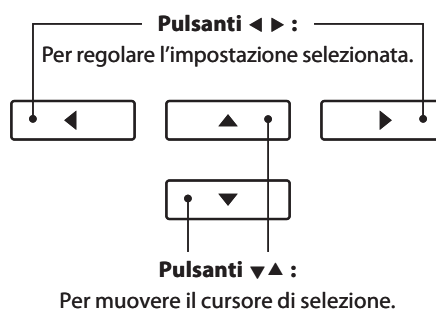 Pulsanti ◀ ▶ :
Per regolare l'impostazione selezionata.
Pulsanti ▼▲ :
Per muovere il cursore di selezione.